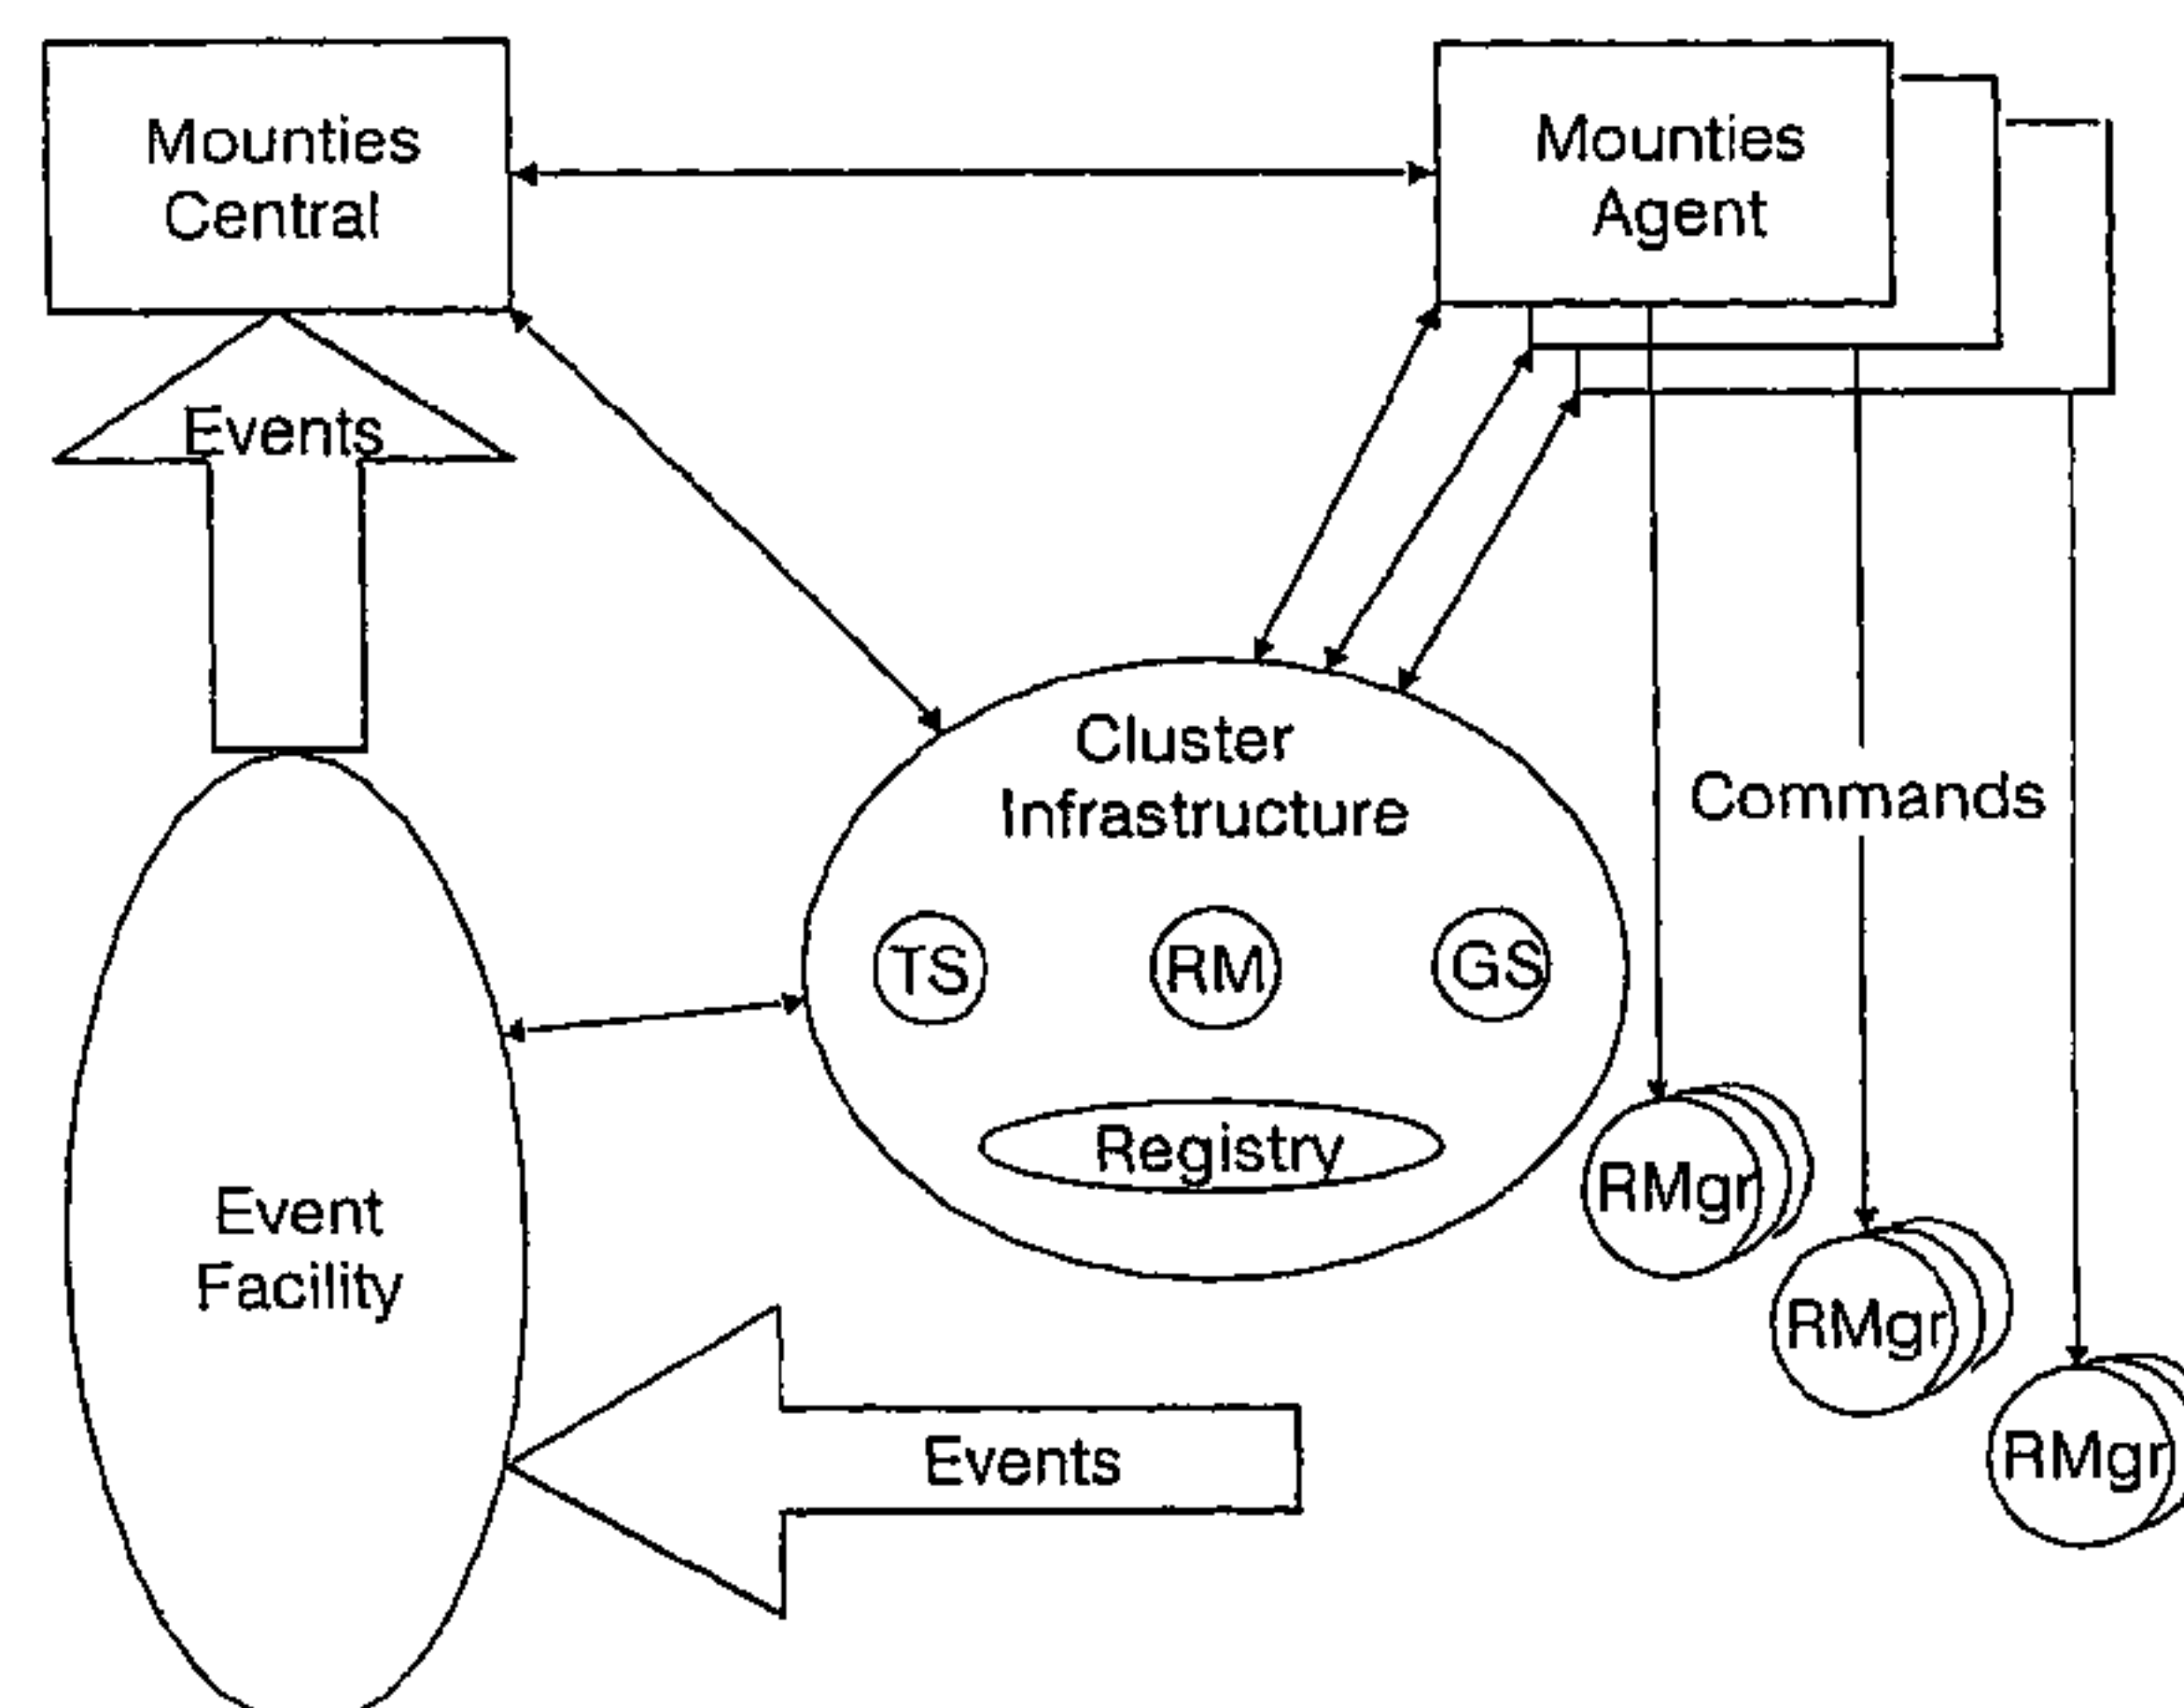 Mounties
Central
Mounties
Agent
Events
Cluster
Infrastructure
Commands
TS
RM
GS
Registry
RMgr
Event
Facility
RMgr
Events
RMgr